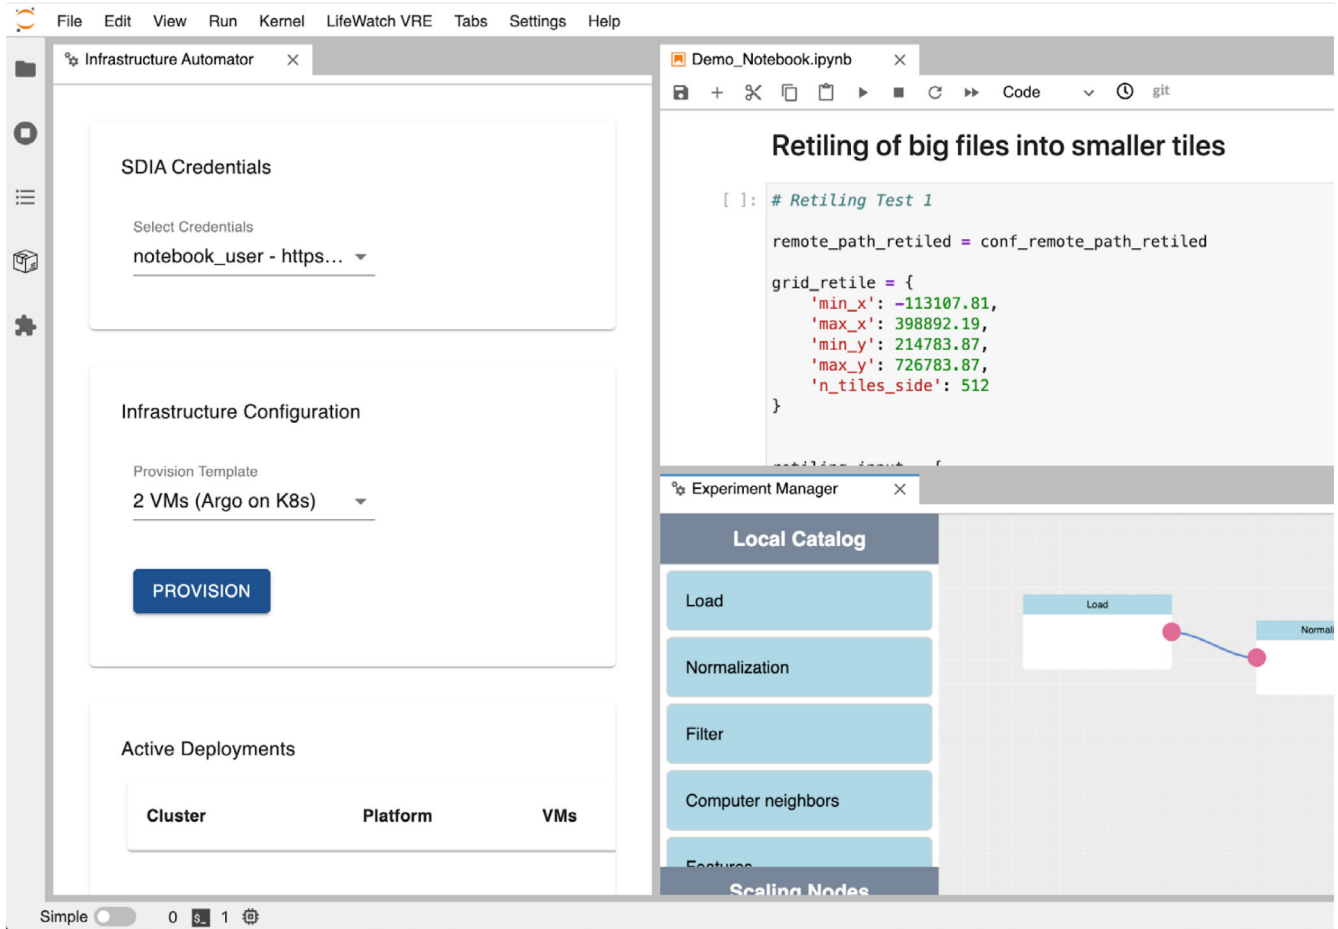 File Edit View Run Kernel LifeWatch VRE Tabs Settings Help
Infrastructure Automator
SDIA Credentials
Select Credentials
notebook_user - https...
Infrastructure Configuration
Provision Template
2 VMs (Argo on K8s)
PROVISION
Active Deployments
Cluster Platform VMs
Demo_Notebook.ipynb
Code git
Retiling of big files into smaller tiles
[ ]: # Retiling Test 1
remote_path_retiled = conf_remote_path_retiled
grid_retile = {
'min_x': -113107.81,
'max_x': 398892.19,
'min_y': 214783.87,
'max_y': 726783.87,
'n_tiles_side': 512
}
Experiment Manager
Local Catalog
Load
Normalization
Filter
Computer neighbors
Features
Scaling Nodes
Load
Normali
Simple 0 $_ 1